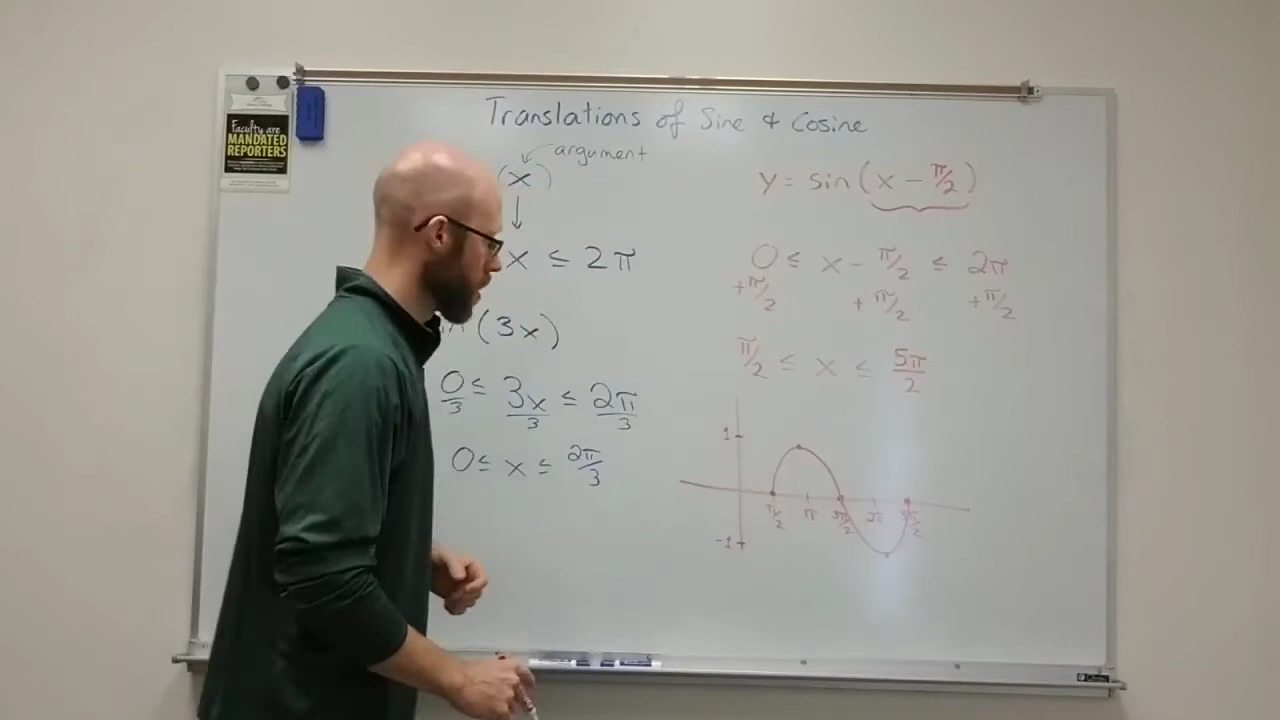 Translations of Sine & Cosine
argument
(x)
x ≤ 2π
(3x)
0/3 ≤ 3x/3 ≤ 2π/3
0 ≤ x ≤ 2π/3
y = sin (x - π/2)
0 ≤ x - π/2 ≤ 2π
+π/2 + π/2 +π/2
π/2 ≤ x ≤ 5π/2
1
π/2 π 3π/2 2π 5π/2
-1
Faculty are
MANDATED
REPORTERS